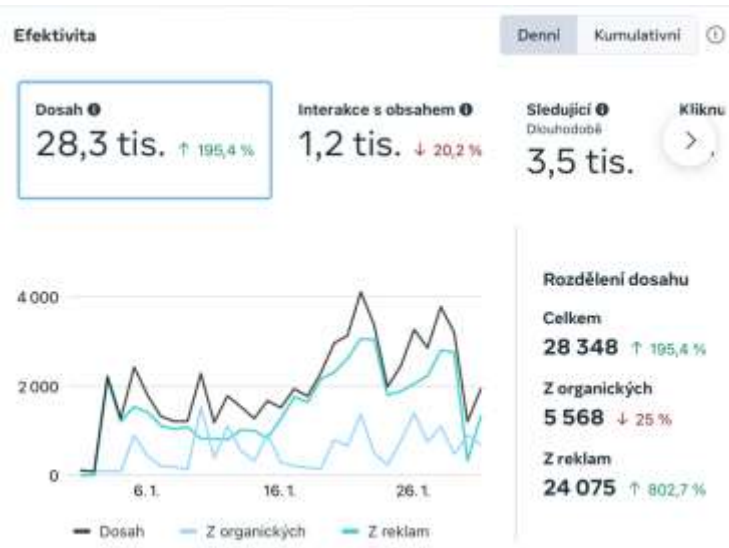 Efektivita
Denní Kumulativní
Dosah
28,3 tis. ↑ 195,4 %
Interakce s obsahem
1,2 tis. ↓ 20,2 %
Sledující
Dlouhodobě
3,5 tis.
Kliknu
4 000
2 000
0
6. 1. 16. 1. 26. 1.
Dosah Z organických Z reklam
Rozdělení dosahu
Celkem
28 348 ↑ 195,4 %
Z organických
5 568 ↓ 25 %
Z reklam
24 075 ↑ 802,7 %